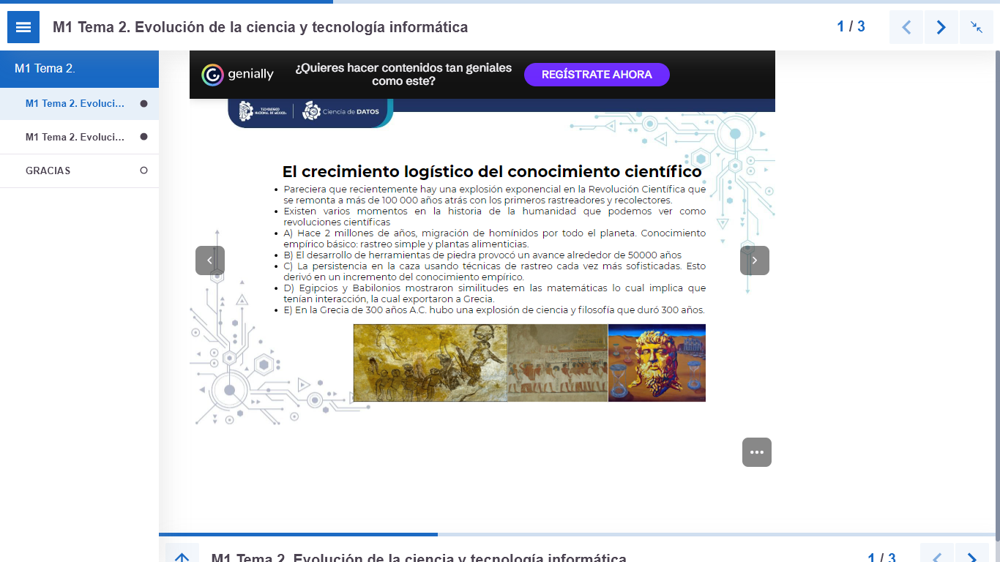 M1 Tema 2. Evolución de la ciencia y tecnología informática
1 / 3
M1 Tema 2.
M1 Tema 2. Evoluci...
M1 Tema 2. Evoluci...
GRACIAS
genially
¿Quieres hacer contenidos tan geniales
como este?
REGÍSTRATE AHORA
TECNOLÓGICO
NACIONAL DE MÉXICO
Ciencia de DATOS
El crecimiento logístico del conocimiento científico
• Pareciera que recientemente hay una explosión exponencial en la Revolución Científica que
se remonta a más de 100 000 años atrás con los primeros rastreadores y recolectores.
• Existen varios momentos en la historia de la humanidad que podemos ver como
revoluciones científicas
• A) Hace 2 millones de años, migración de homínidos por todo el planeta. Conocimiento
empírico básico: rastreo simple y plantas alimenticias.
• B) El desarrollo de herramientas de piedra provocó un avance alrededor de 50000 años
• C) La persistencia en la caza usando técnicas de rastreo cada vez más sofisticadas. Esto
derivó en un incremento del conocimiento empírico.
• D) Egipcios y Babilonios mostraron similitudes en las matemáticas lo cual implica que
tenían interacción, la cual exportaron a Grecia.
• E) En la Grecia de 300 años A.C. hubo una explosión de ciencia y filosofía que duró 300 años.
M1 Tema 2. Evolución de la ciencia y tecnología informática
1 / 3